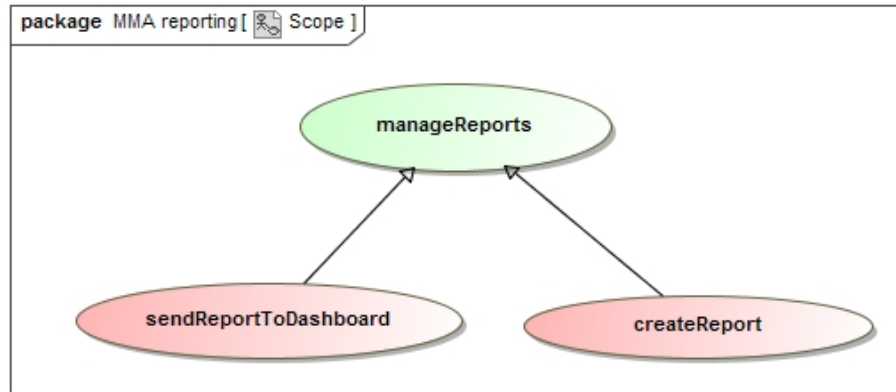 package MMA reporting [ Scope ]
manageReports
sendReportToDashboard
createReport